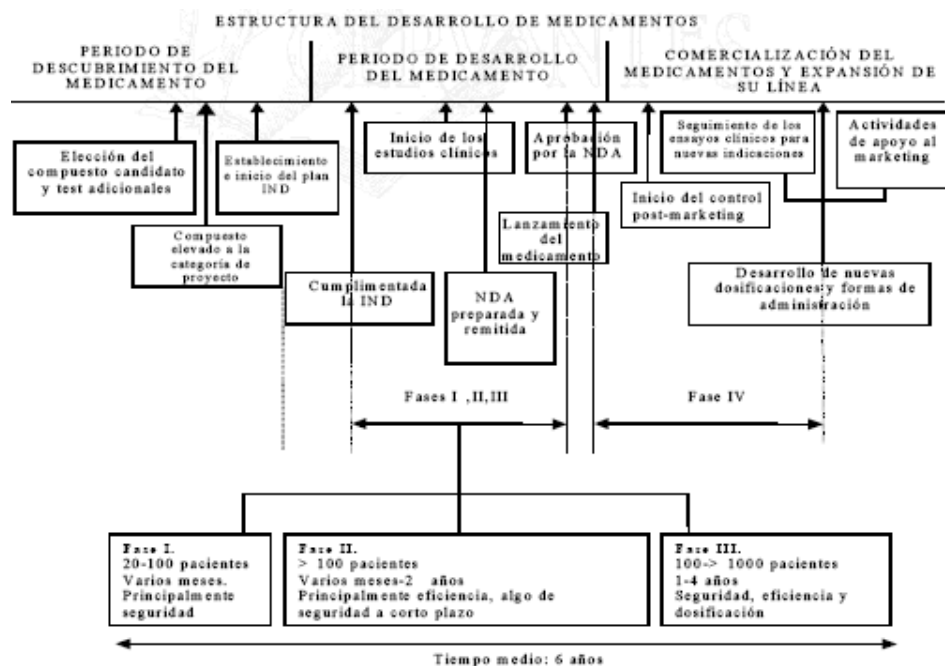 ESTRUCTURA DEL DESARROLLO DE MEDICAMENTOS
CERVANTES
PERIODO DE
DESCUBRIMIENTO DEL
MEDICAMENTO
PERIODO DE DESARROLLO
DEL MEDICAMENTO
COMERCIALIZACIÓN DEL
MEDICAMENTOS Y EXPANSIÓN DE
SU LÍNEA
Elección del
compuesto candidato
y test adicionales
Establecimiento
e inicio del plan
IND
Inicio de los
estudios clínicos
Aprobación
por la NDA
Seguimiento de los
ensayos clínicos para
nuevas indicaciones
Actividades
de apoyo al
marketing
Inicio del control
post-marketing
Compuesto
elevado a la
categoría de
proyecto
Lanzamiento
del
medicamento
Cumplimentada
la IND
NDA
preparada y
remitida
Desarrollo de nuevas
dosificaciones y formas de
administración
Fases I ,II,III
Fase IV
Fase I.
20-100 pacientes
Varios meses.
Principalmente
seguridad
Fase II.
> 100 pacientes
Varios meses-2 años
Principalmente eficiencia, algo de
seguridad a corto plazo
Fase III.
100-> 1000 pacientes
1-4 años
Seguridad, eficiencia y
dosificación
Tiempo medio: 6 años